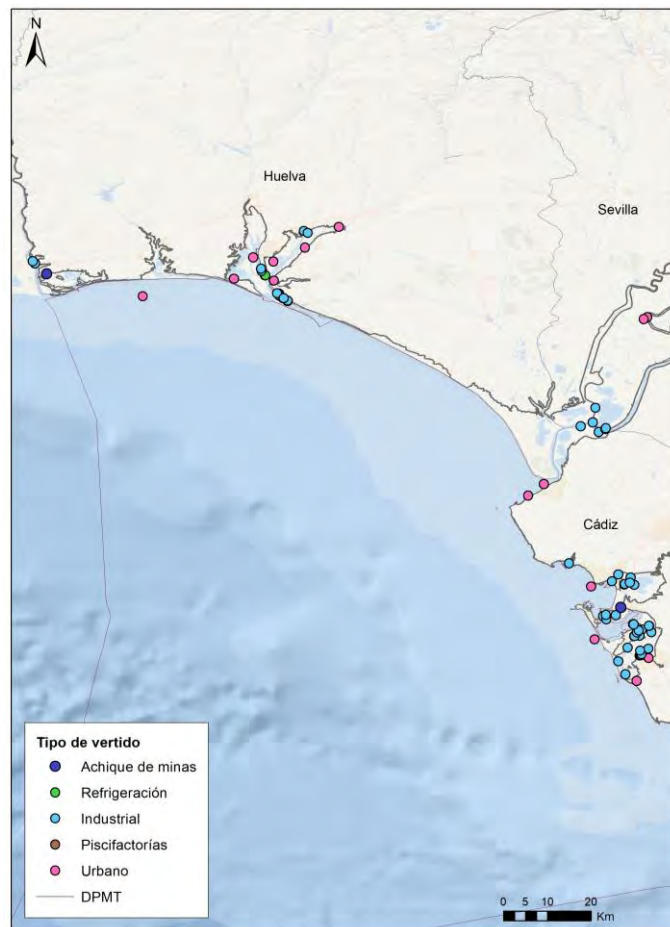 N
Huelva
Sevilla
Cádiz
Tipo de vertido
Achique de minas
Refrigeración
Industrial
Piscifactorías
Urbano
DPMT
0 5 10 20
Km